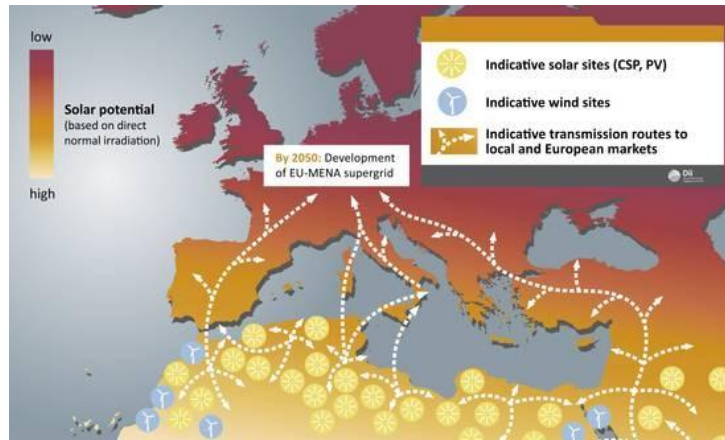 low
Solar potential
(based on direct
normal irradiation)
high
By 2050: Development
of EU-MENA supergrid
Indicative solar sites (CSP, PV)
Indicative wind sites
Indicative transmission routes to
local and European markets
Dii